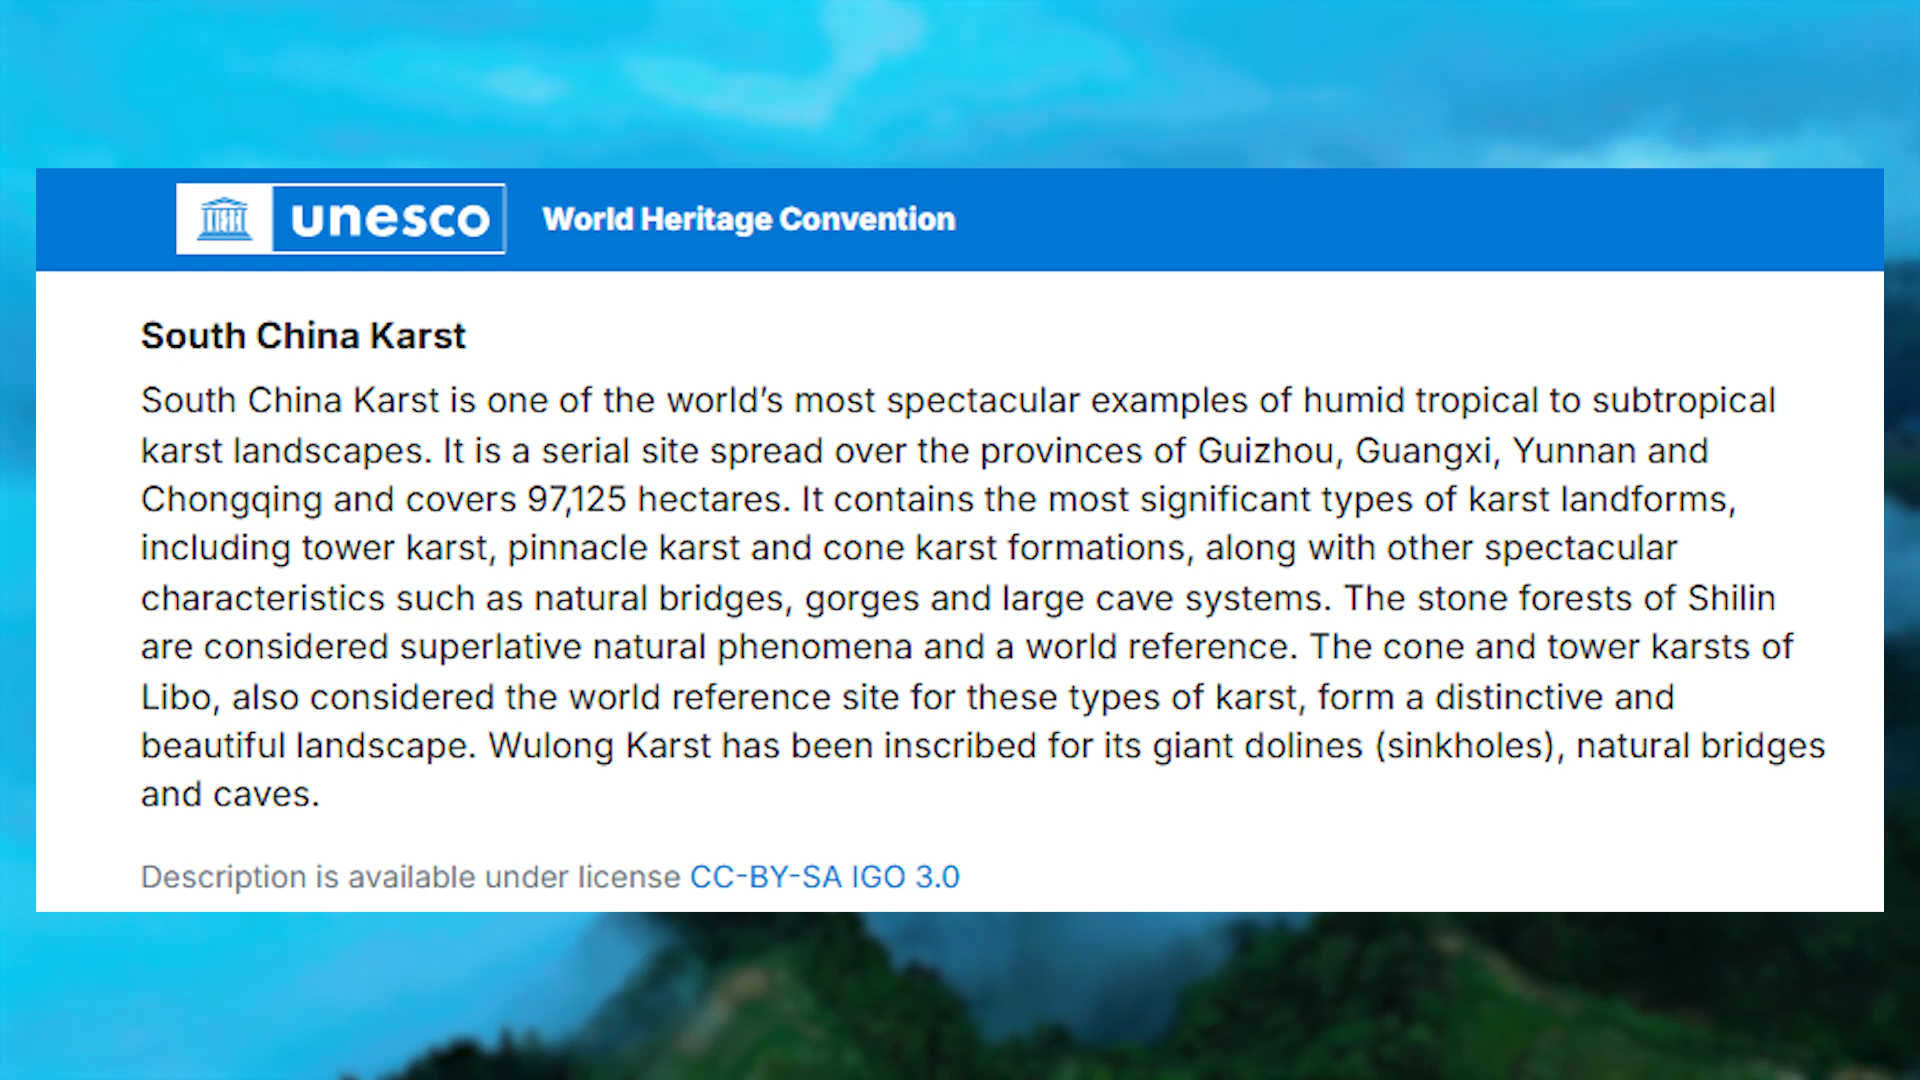 unesco World Heritage Convention
South China Karst
South China Karst is one of the world’s most spectacular examples of humid tropical to subtropical
karst landscapes. It is a serial site spread over the provinces of Guizhou, Guangxi, Yunnan and
Chongqing and covers 97,125 hectares. It contains the most significant types of karst landforms,
including tower karst, pinnacle karst and cone karst formations, along with other spectacular
characteristics such as natural bridges, gorges and large cave systems. The stone forests of Shilin
are considered superlative natural phenomena and a world reference. The cone and tower karsts of
Libo, also considered the world reference site for these types of karst, form a distinctive and
beautiful landscape. Wulong Karst has been inscribed for its giant dolines (sinkholes), natural bridges
and caves.
Description is available under license CC-BY-SA IGO 3.0